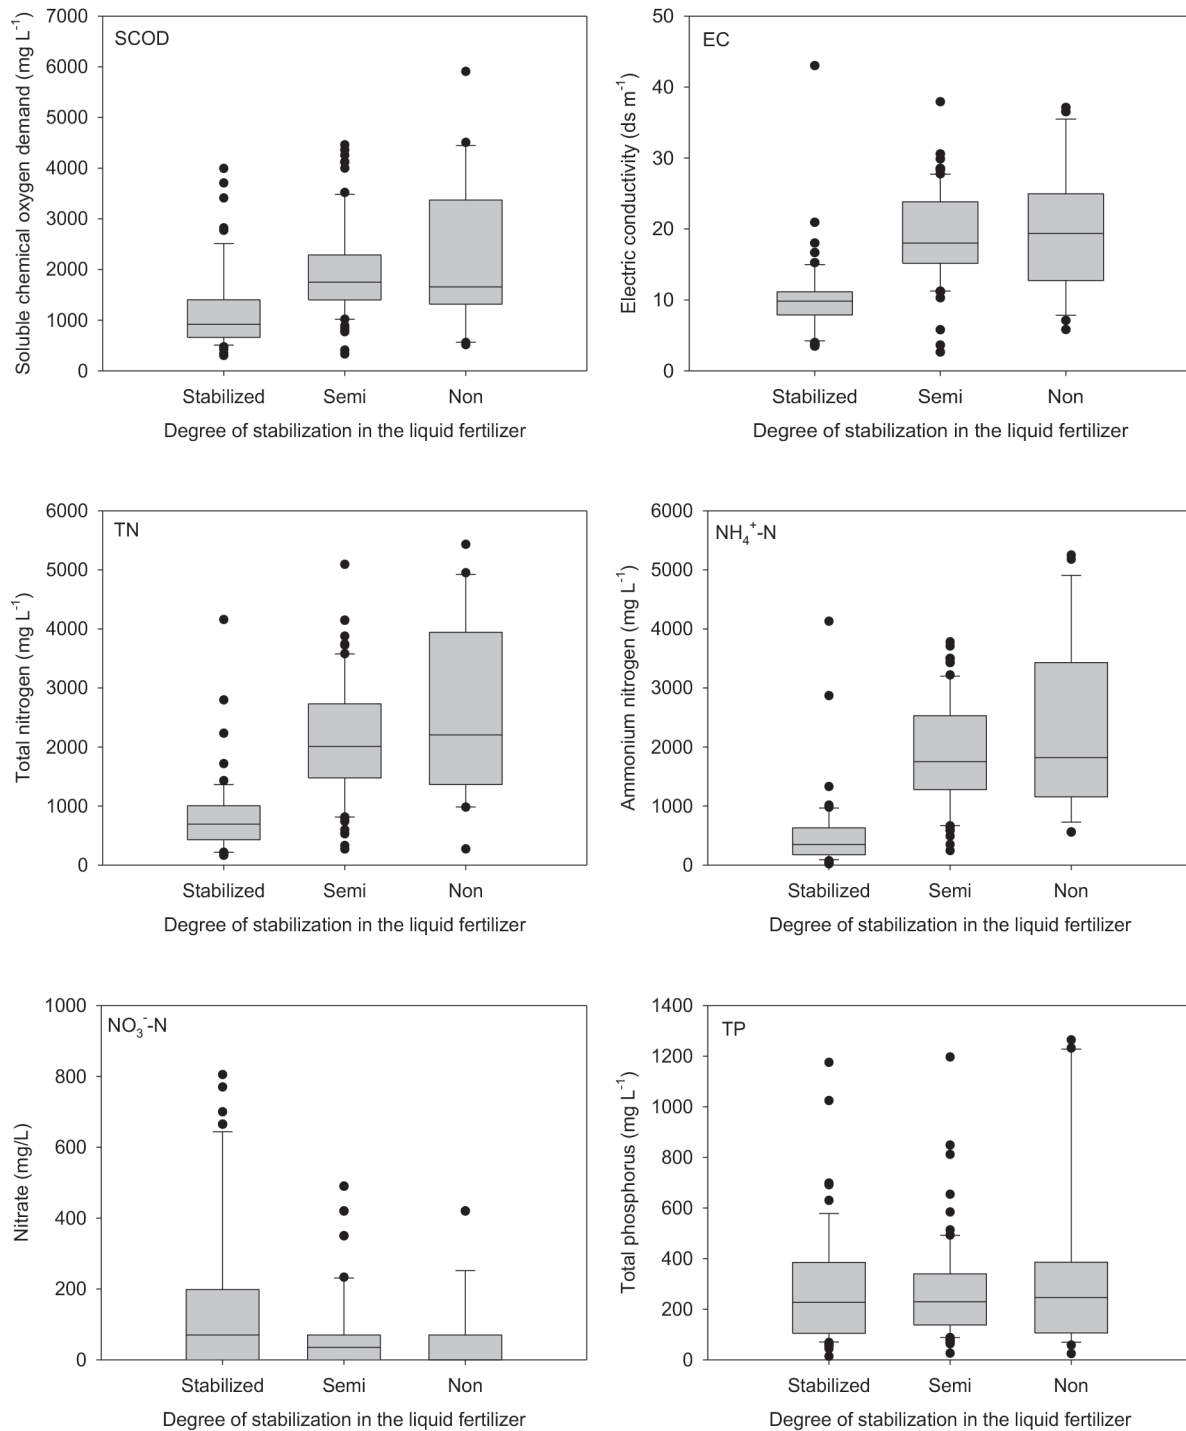 SCOD
Soluble chemical oxygen demand (mg L⁻¹)
7000
6000
5000
4000
3000
2000
1000
0
Stabilized Semi Non
Degree of stabilization in the liquid fertilizer
EC
Electric conductivity (ds m⁻¹)
50
40
30
20
10
0
Stabilized Semi Non
Degree of stabilization in the liquid fertilizer
TN
Total nitrogen (mg L⁻¹)
6000
5000
4000
3000
2000
1000
0
Stabilized Semi Non
Degree of stabilization in the liquid fertilizer
NH₄⁺-N
Ammonium nitrogen (mg L⁻¹)
6000
5000
4000
3000
2000
1000
0
Stabilized Semi Non
Degree of stabilization in the liquid fertilizer
NO₃⁻-N
Nitrate (mg/L)
1000
800
600
400
200
0
Stabilized Semi Non
Degree of stabilization in the liquid fertilizer
TP
Total phosphorus (mg L⁻¹)
1400
1200
1000
800
600
400
200
0
Stabilized Semi Non
Degree of stabilization in the liquid fertilizer